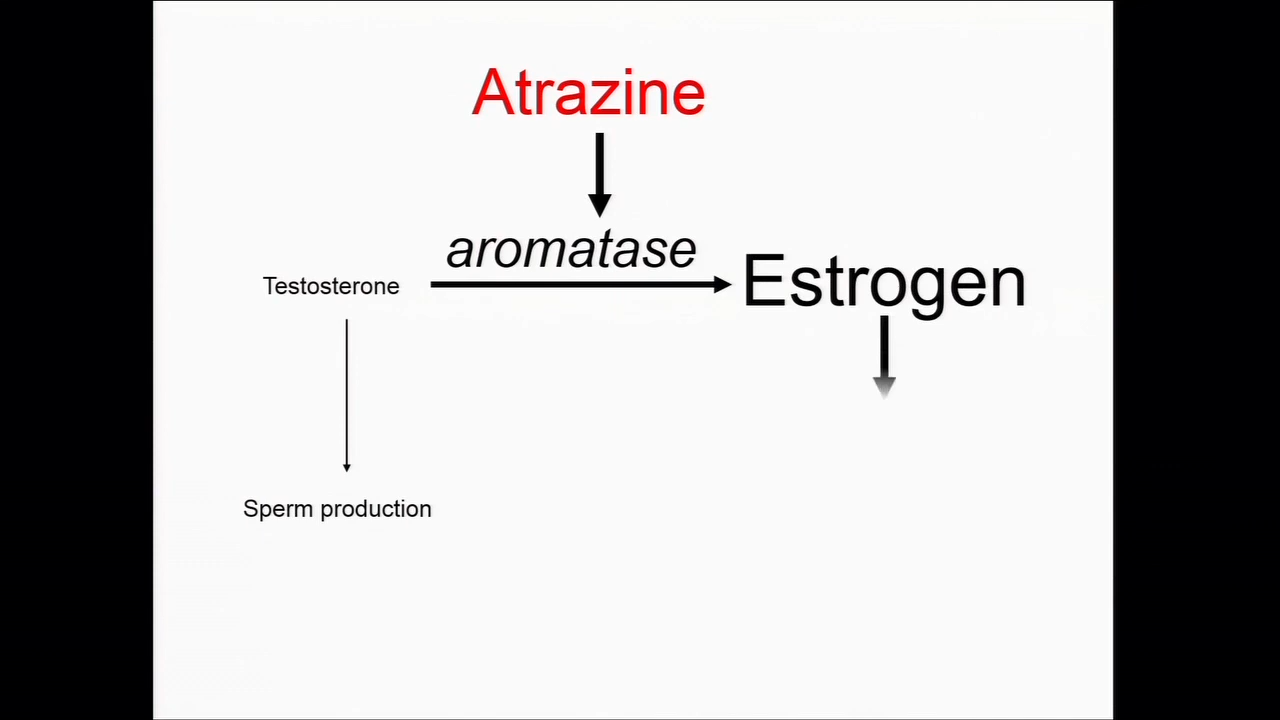 Atrazine
aromatase
Testosterone
Estrogen
Sperm production